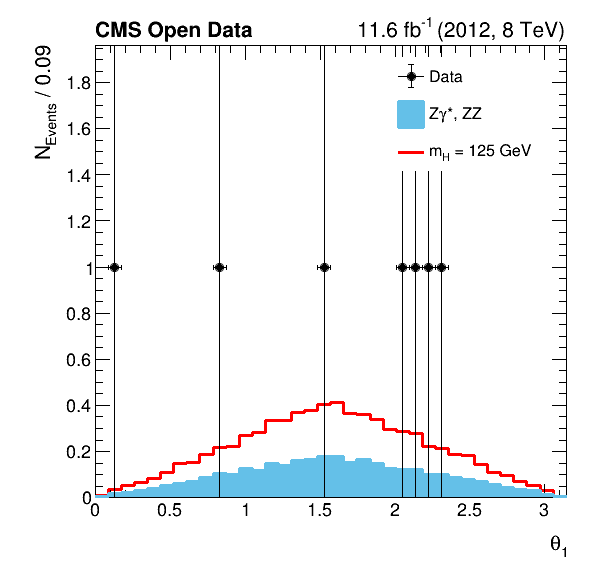 CMS Open Data 11.6 fb⁻¹ (2012, 8 TeV)
N_Events / 0.09
Data
Zγ*, ZZ
m_H = 125 GeV
1.8
1.6
1.4
1.2
1
0.8
0.6
0.4
0.2
0
0 0.5 1 1.5 2 2.5 3
θ₁